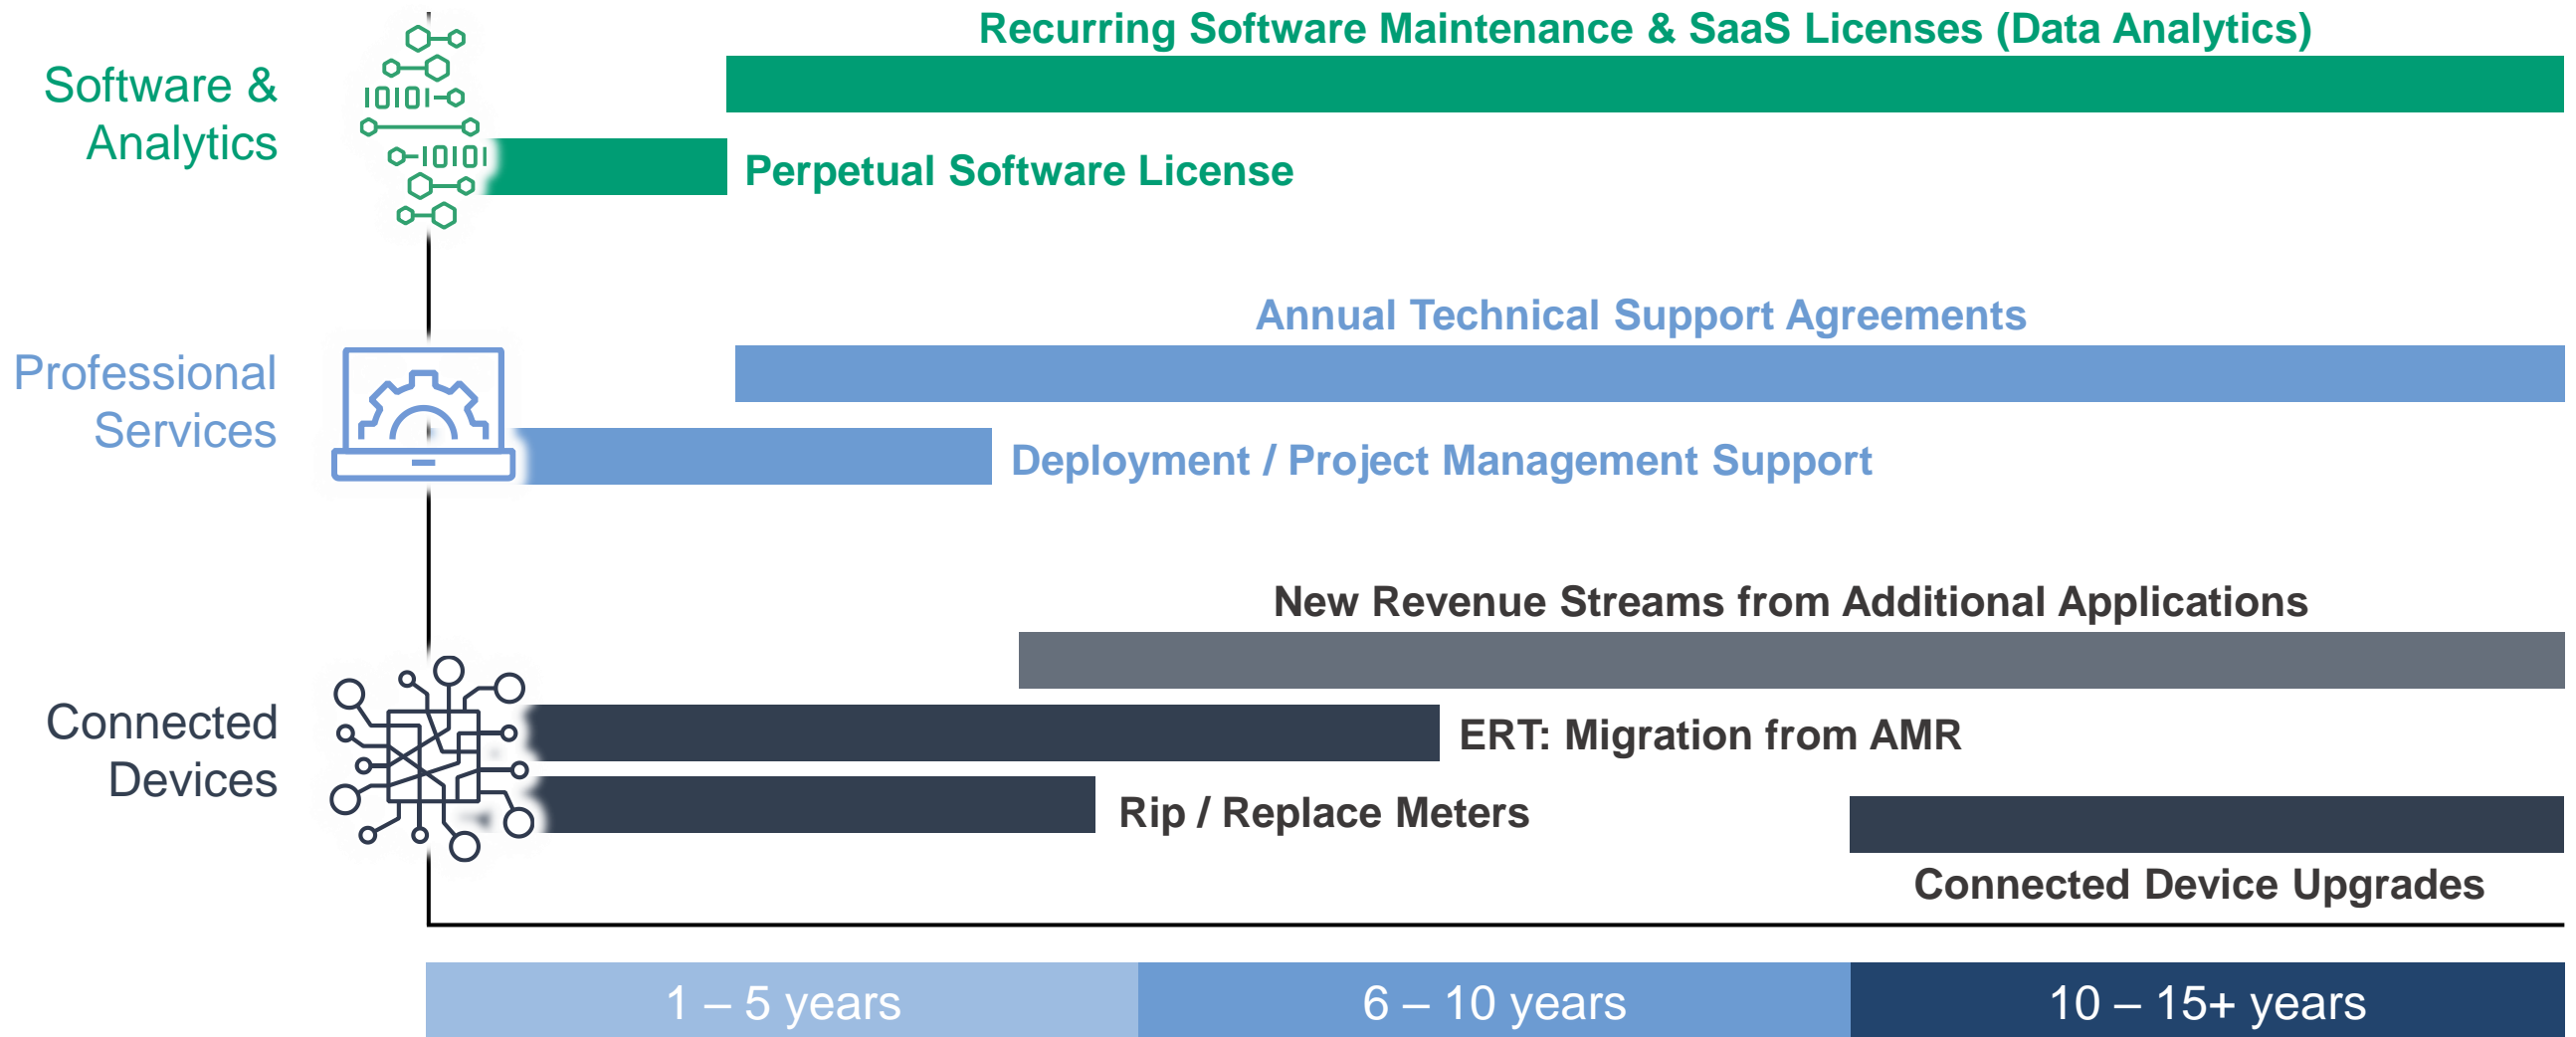 Recurring Software Maintenance & SaaS Licenses (Data Analytics)
Software &
Analytics
10101
10101
Perpetual Software License
Annual Technical Support Agreements
Professional
Services
Deployment / Project Management Support
New Revenue Streams from Additional Applications
Connected
Devices
ERT: Migration from AMR
Rip / Replace Meters
Connected Device Upgrades
1 – 5 years
6 – 10 years
10 – 15+ years